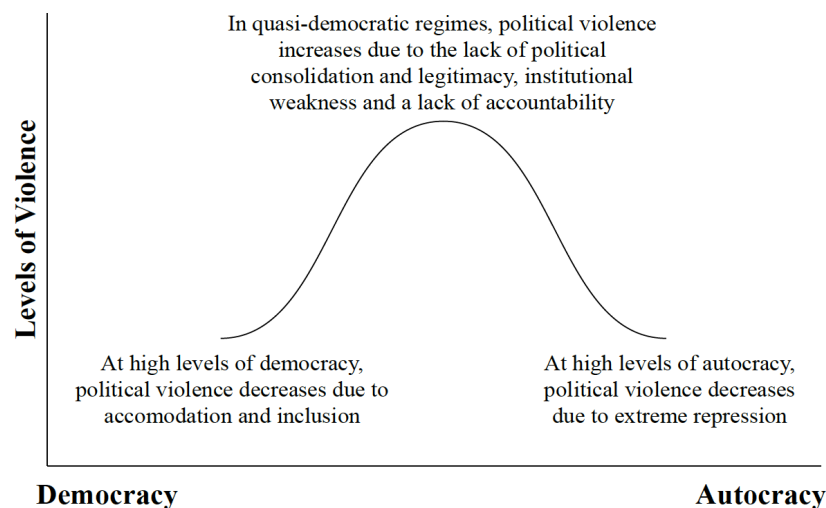 In quasi-democratic regimes, political violence
increases due to the lack of political
consolidation and legitimacy, institutional
weakness and a lack of accountability
Levels of Violence
At high levels of democracy,
political violence decreases due to
accomodation and inclusion
At high levels of autocracy,
political violence decreases
due to extreme repression
Democracy
Autocracy